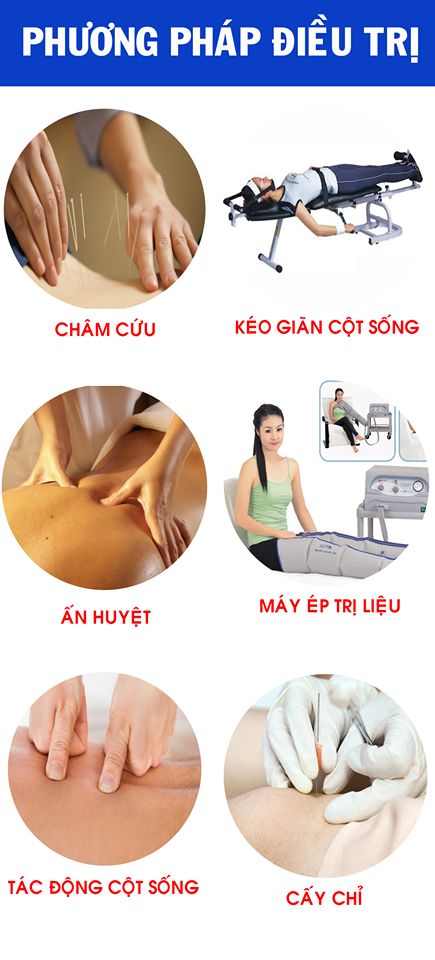 PHƯƠNG PHÁP ĐIỀU TRỊ
CHÂM CỨU
KÉO GIÃN CỘT SỐNG
ẤN HUYỆT
MÁY ÉP TRỊ LIỆU
TÁC ĐỘNG CỘT SỐNG
CẤY CHỈ